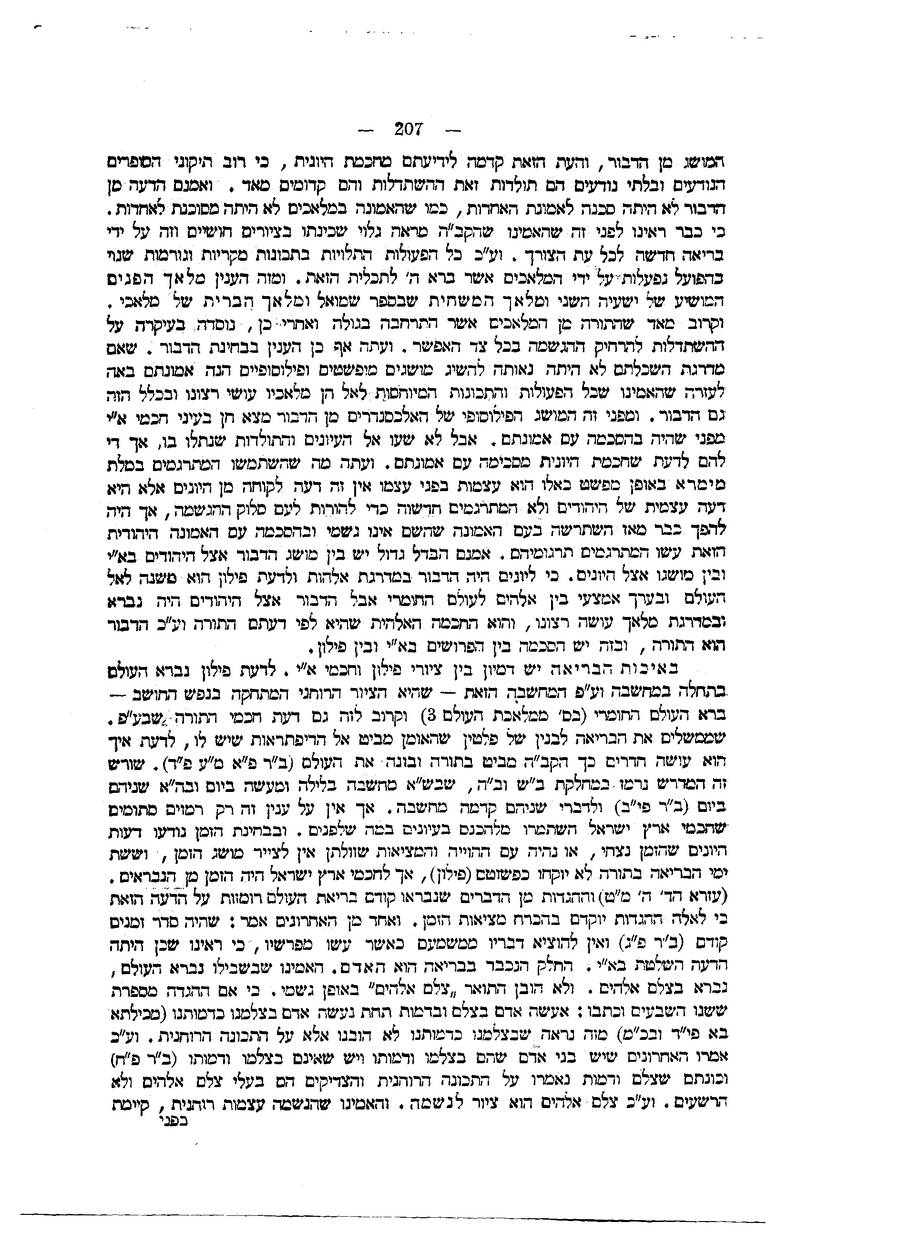 — 207 —
המושג מן הדבור, והעת הזאת קדמה לידיעתם מחכמת היונית, כי רוב תיקוני הסופרים
הנודעים ובלתי נודעים הם תולדות זאת ההשתדלות והם קדומים מאד. ואמנם הדעה מן
הדבור לא היתה סכנה לאמונת האחדות, כמו שהאמונה במלאכים לא היתה מסוכנת לאחדות.
כי כבר ראינו לפני זה שהאמינו שהקב"ה מראה גלוי שכינתו בציורים חושיים וזה על ידי
בריאה חדשה לכל עת הצורך. וע"כ כל הפעולות התלויות בתכונות מקריות וגורמות שנוי
בהפועל נפעלות על ידי המלאכים אשר ברא ה' לתכלית הזאת. ומזה הענין מלאך הפנים
המושיע של ישעיה השני ומלאך המשחית שבספר שמואל ומלאך הברית של מלאכי.
וקרוב מאד שהתורה מן המלאכים אשר התרחבה בגולה ואחרי כן, נוסדה בעיקרה על
ההשתדלות להרחיק ההגשמה בכל צד האפשר. ועתה אף כן הענין בבחינת הדבור. שאם
מדרגת השכלתם לא היתה נאותה להשיג מושגים מופשטים ופילוסופיים הנה אמונתם באה
לעזרה שהאמינו שכל הפעולות והתכונות המיוחסות לאל הן מלאכיו עושי רצונו ובכלל הזה
גם הדבור. ומפני זה המושג הפילוסופי של האלכסנדרים מן הדבור מצא חן בעיני חכמי א"י
מפני שהיה בהסכמה עם אמונתם. אבל לא שעו אל העיונים והתולדות שנתלו בו, אך די
להם לדעת שחכמת היונית מסכימה עם אמונתם. ועתה מה שהשתמשו המתרגמים במלת
מימרא באופן מפשט כאלו הוא עצמות בפני עצמו אין זה דעה לקוחה מן היונים אלא היא
דעה עצמית של היהודים ולא המתרגמים חדשוה כדי להורות לעם סלוק ההגשמה, אך היה
להפך כבר מאז השתרשה בעם האמונה שהשם אינו גשמי ובהסכמה עם האמונה היהודית
הזאת עשו המתרגמים תרגומיהם. אמנם הבדל גדול יש בין מושג הדבור אצל היהודים בא"י
ובין מושגו אצל היונים. כי ליונים היה הדבור במדרגת אלהות ולדעת פילון הוא משנה לאל
העולם ובערך אמצעי בין אלהים לעולם החומרי אבל הדבור אצל היהודים היה נברא
ובמדרגת מלאך עושה רצונו, והוא החכמה האלהית שהיא לפי דעתם התורה וע"כ הדבור
הוא התורה, ובזה יש הסכמה בין הפרושים בא"י ובין פילון.
באיכות הבריאה יש דמיון בין ציורי פילון וחכמי א"י. לדעת פילון נברא העולם
בתחלה במחשבה וע"פ המחשבה הזאת — שהיא הציור הרוחני המתחקה בנפש החושב —
ברא העולם החומרי (בס' ממלאכת העולם 3) וקרוב לזה גם דעת חכמי התורה שבע"פ.
שממשלים את הבריאה לבנין של פלטין שהאומן מביט אל הדיפתראות שיש לו, לדעת איך
הוא עושה חדרים כך הקב"ה מביט בתורה ובונה את העולם (ב"ר פ"א מ"ע פ"ד). שורש
זה המדרש נרמז במחלקת ב"ש וב"ה, שבש"א מחשבה בלילה ומעשה ביום ובה"א שניהם
ביום (ב"ר פי"ב) ולדברי שניהם קדמה מחשבה. אך אין על ענין זה רק רמוים סתומים
שחכמי ארץ ישראל השתמרו מלהכנס בעיונים במה שלפנים. ובבחינת הזמן נודעו דעות
היונים שהזמן נצחי, או נהיה עם ההוייה והמציאות שזולתן אין לצייר מושג הזמן, וששת
ימי הבריאה בתורה לא יוקחו כפשוטם (פילון), אך לחכמי ארץ ישראל היה הזמן מן הנבראים.
(עזרא הד' ה' מ"ט) וההגדות מן הדברים שנבראו קודם בריאת העולם רומזות על הדעה הזאת
כי לאלה ההגדות יוקדם בהכרח מציאות הזמן. ואחד מן האחרונים אמר: שהיה סדר זמנים
קודם (ב"ר פ"ג) ואין להוציא דבריו ממשמעם כאשר עשו מפרשיו, כי ראינו שכן היתה
הדעה השלטת בא"י. החלק הנכבד בבריאה הוא האדם. האמינו שבשבילו נברא העולם,
נברא בצלם אלהים. ולא הובן התואר „צלם אלהים" באופן גשמי. כי אם ההגדה מספרת
ששנו השבעים וכתבו: אעשה אדם בצלם ובדמות תחת נעשה אדם בצלמנו כדמותנו (מכילתא
בא פי"ד ובכ"מ) מזה נראה שבצלמנו כדמותנו לא הובנו אלא על התכונה הרוחנית. וע"כ
אמרו האחרונים שיש בני אדם שהם בצלמו ודמותו ויש שאינם בצלמו ודמותו (ב"ר פ"ח)
וכונתם שצלם ודמות נאמרו על התכונה הרוחנית והצדיקים הם בעלי צלם אלהים ולא
הרשעים. וע"כ צלם אלהים הוא ציור לנשמה. והאמינו שהנשמה עצמות רוחנית, קיימת
בפני